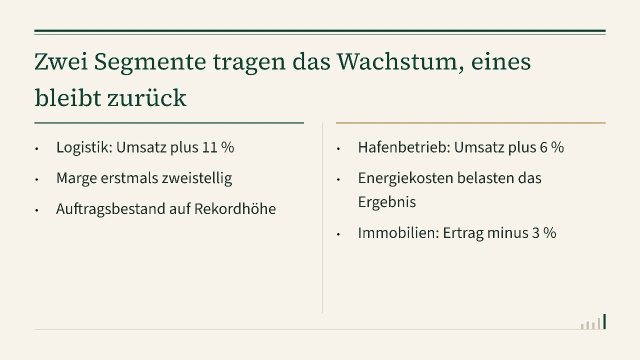 Zwei Segmente tragen das Wachstum, eines
bleibt zurück
• Logistik: Umsatz plus 11 %
• Marge erstmals zweistellig
• Auftragsbestand auf Rekordhöhe
• Hafenbetrieb: Umsatz plus 6 %
• Energiekosten belasten das
Ergebnis
• Immobilien: Ertrag minus 3 %